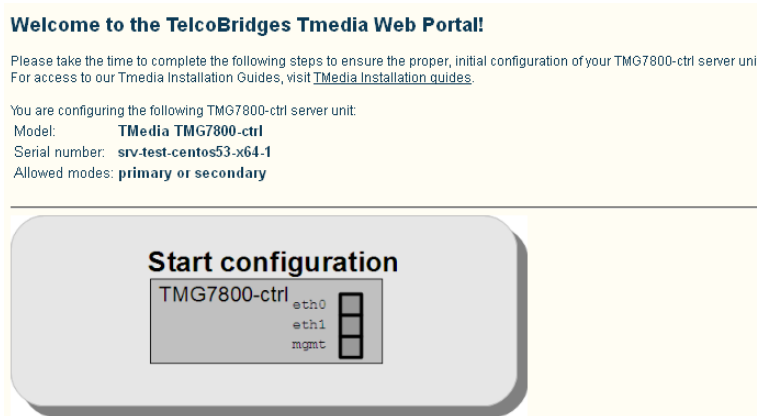 Welcome to the TelcoBridges Tmedia Web Portal!
Please take the time to complete the following steps to ensure the proper, initial configuration of your TMG7800-ctrl server uni
For access to our Tmedia Installation Guides, visit TMedia Installation guides.
You are configuring the following TMG7800-ctrl server unit:
Model: TMedia TMG7800-ctrl
Serial number: srv-test-centos53-x64-1
Allowed modes: primary or secondary
Start configuration
TMG7800-ctrl
eth0
eth1
mgmt